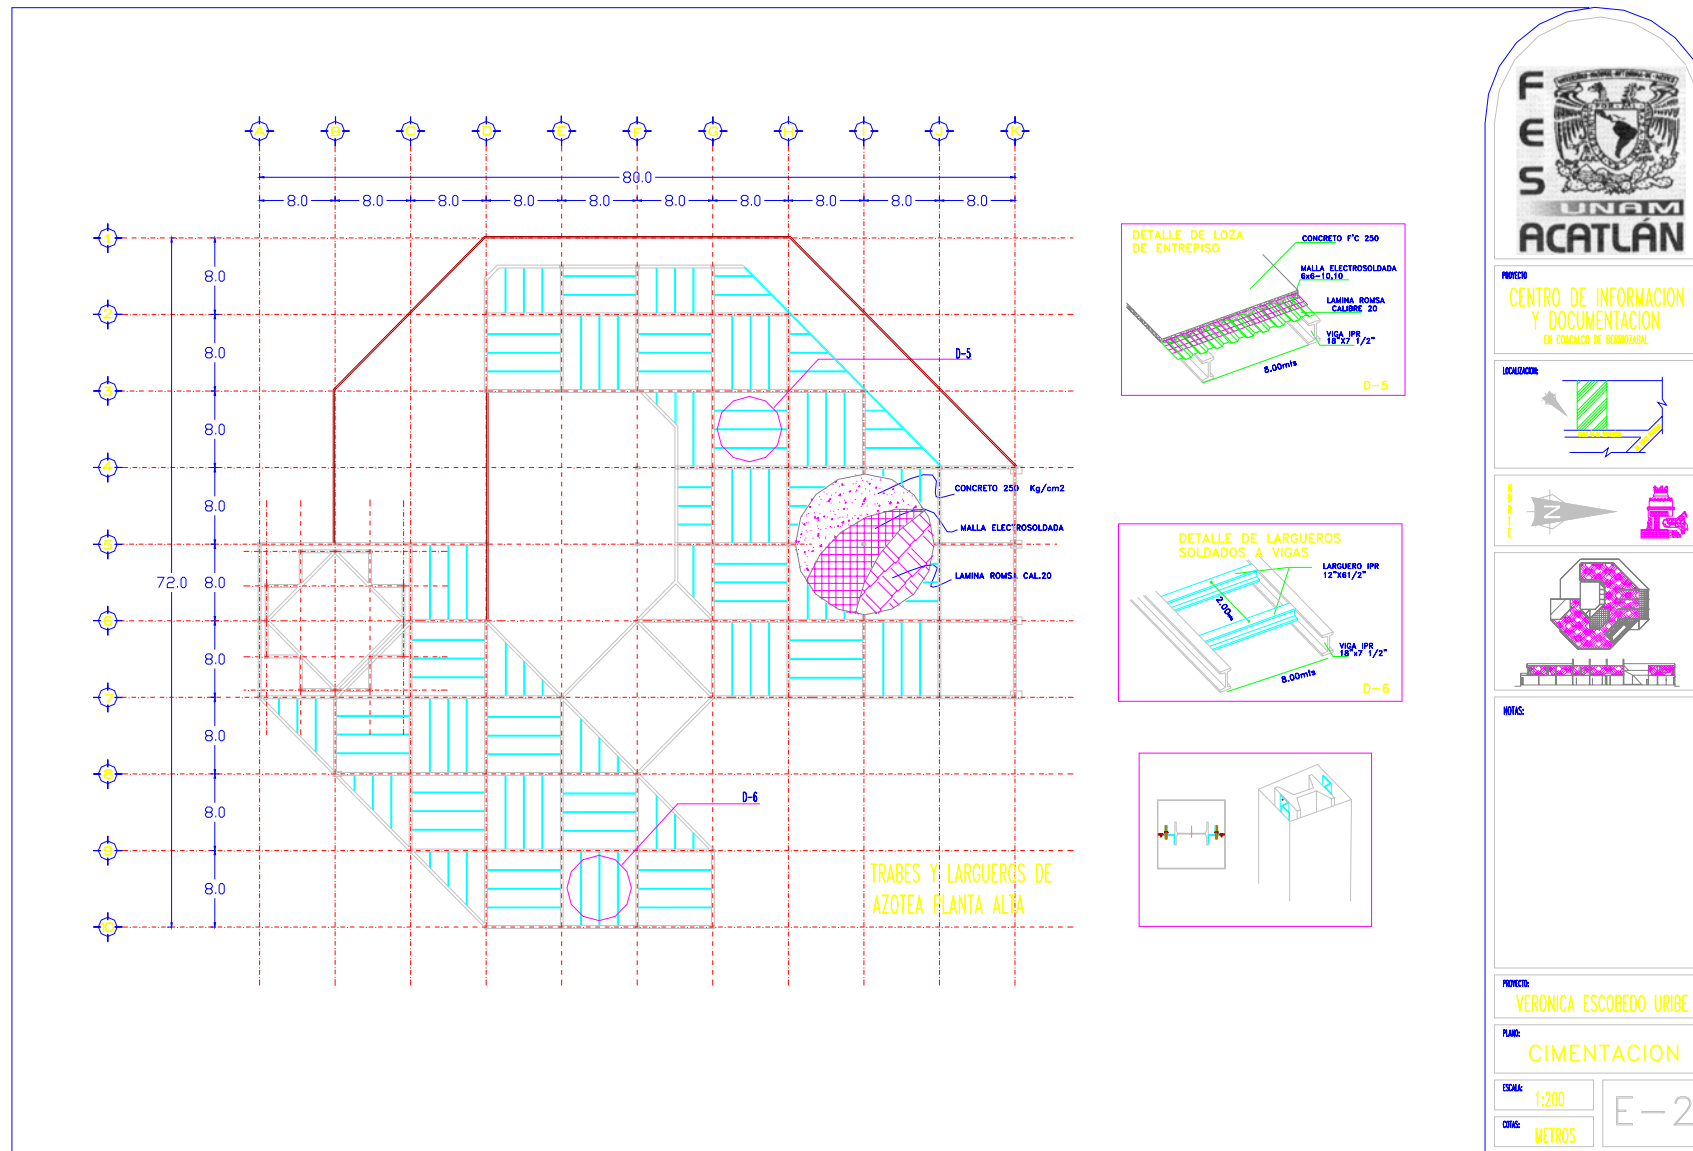 A B C D E F G H I J K
80.0
8.0 8.0 8.0 8.0 8.0 8.0 8.0 8.0 8.0 8.0
1
2
3
4
5
6
7
8
9
10
72.0
8.0
8.0
8.0
8.0
8.0
8.0
8.0
8.0
8.0
D-5
CONCRETO 250 Kg/cm2
MALLA ELECTROSOLDADA
LAMINA ROMSA CAL.20
D-6
TRABES Y LARGUEROS DE
AZOTEA PLANTA ALTA
DETALLE DE LOZA
DE ENTREPISO
CONCRETO F'C 250
MALLA ELECTROSOLDADA
6x6-10,10
LAMINA ROMSA
CALIBRE 20
VIGA IPR
18"X7 1/2"
8.00mts
D-5
DETALLE DE LARGUEROS
SOLDADOS A VIGAS
LARGUERO IPR
12"X61/2"
2.00m
VIGA IPR
18"x7 1/2"
8.00mts
D-6
FES
UNAM
ACATLÁN
PROYECTO
CENTRO DE INFORMACION
Y DOCUMENTACION
LOCALIZACION:
NORTE
N
NOTAS:
PROYECTO:
VERONICA ESCOBEDO URIBE
PLANO:
CIMENTACION
ESCALA:
1:200
COTAS:
METROS
E-2